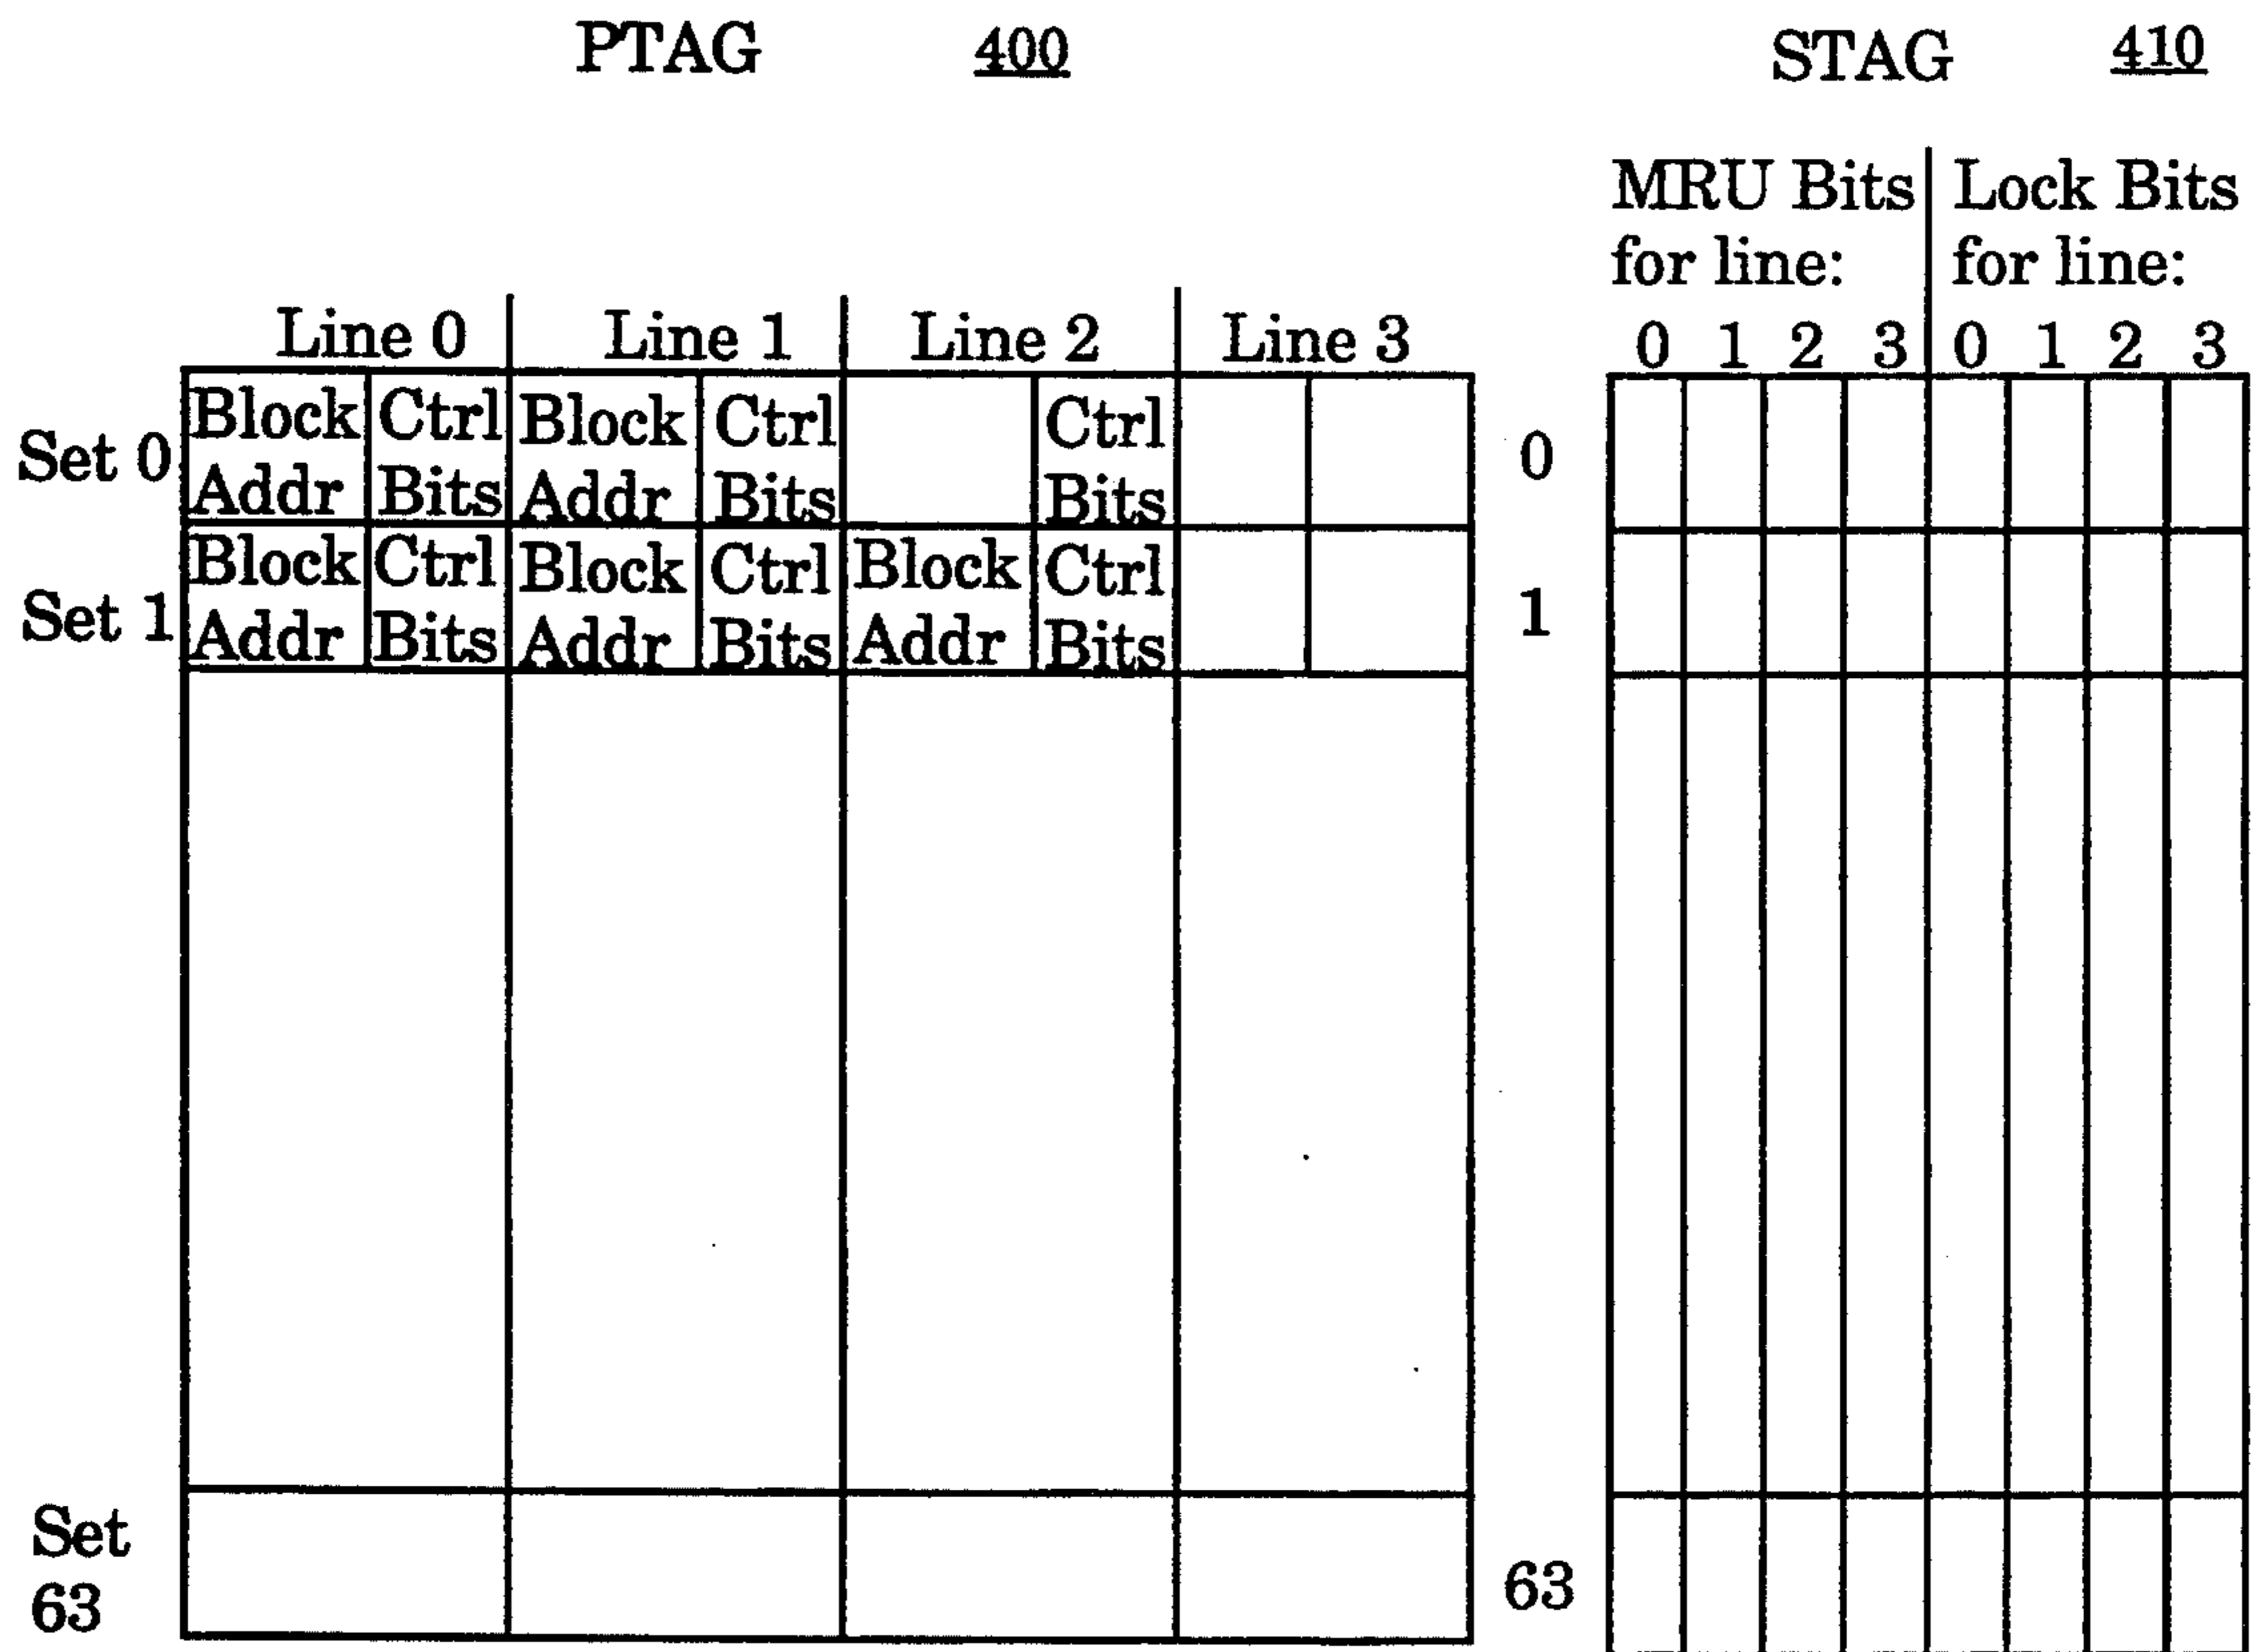 PTAG 400
STAG 410
MRU Bits Lock Bits
for line: for line:
Line 0 Line 1 Line 2 Line 3
0 1 2 3 0 1 2 3
Set 0
Block Ctrl Block Ctrl Ctrl
Addr Bits Addr Bits Bits
0
Set 1
Block Ctrl Block Ctrl Block Ctrl
Addr Bits Addr Bits Addr Bits
1
Set
63
63